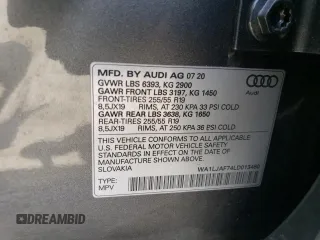 MFD. BY AUDI AG 07 20
GVWR LBS 6393, KG 2900
GAWR FRONT LBS 3197, KG 1450
FRONT-TIRES 255/55 R19
8,5JX19 RIMS, AT 230 KPA 33 PSI COLD
GAWR REAR LBS 3638, KG 1650
REAR-TIRES 255/55 R19
8,5JX19 RIMS, AT 250 KPA 36 PSI COLD
THIS VEHICLE CONFORMS TO ALL
APPLICABLE FEDERAL MOTOR VEHICLE
SAFETY STANDARDS IN EFFECT ON THE
DATE OF MANUFACTURE SHOWN ABOVE
SLOVAKIA
TYPE: MPV
Audi
AUTOBIDMASTER